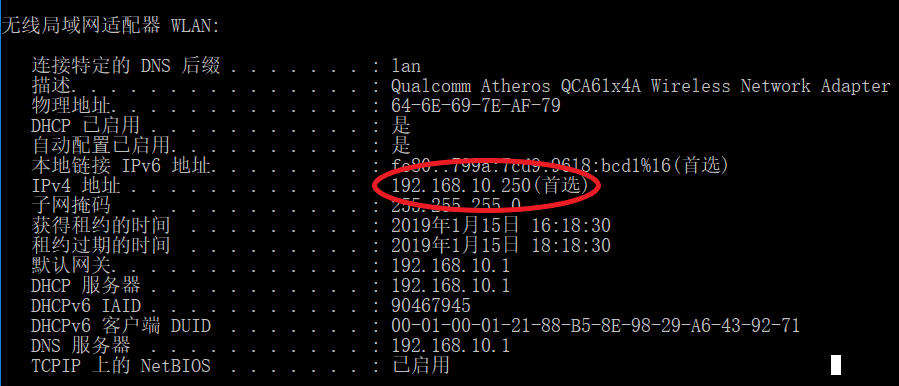 无线局域网适配器 WLAN:
连接特定的 DNS 后缀 . . . . . . . : lan
描述. . . . . . . . . . . . . . . : Qualcomm Atheros QCA61x4A Wireless Network Adapter
物理地址. . . . . . . . . . . . . : 64-6E-69-7E-AF-79
DHCP 已启用 . . . . . . . . . . . : 是
自动配置已启用. . . . . . . . . . : 是
本地链接 IPv6 地址. . . . . . . . : fe80::799a:7cd9:9618:bcd1%16(首选)
IPv4 地址 . . . . . . . . . . . . : 192.168.10.250(首选)
子网掩码 . . . . . . . . . . . . : 255.255.255.0
获得租约的时间 . . . . . . . . . : 2019年1月15日 16:18:30
租约过期的时间 . . . . . . . . . : 2019年1月15日 18:18:30
默认网关. . . . . . . . . . . . . : 192.168.10.1
DHCP 服务器 . . . . . . . . . . . : 192.168.10.1
DHCPv6 IAID . . . . . . . . . . . : 90467945
DHCPv6 客户端 DUID . . . . . . . : 00-01-00-01-21-88-B5-8E-98-29-A6-43-92-71
DNS 服务器 . . . . . . . . . . . : 192.168.10.1
TCPIP 上的 NetBIOS . . . . . . . : 已启用